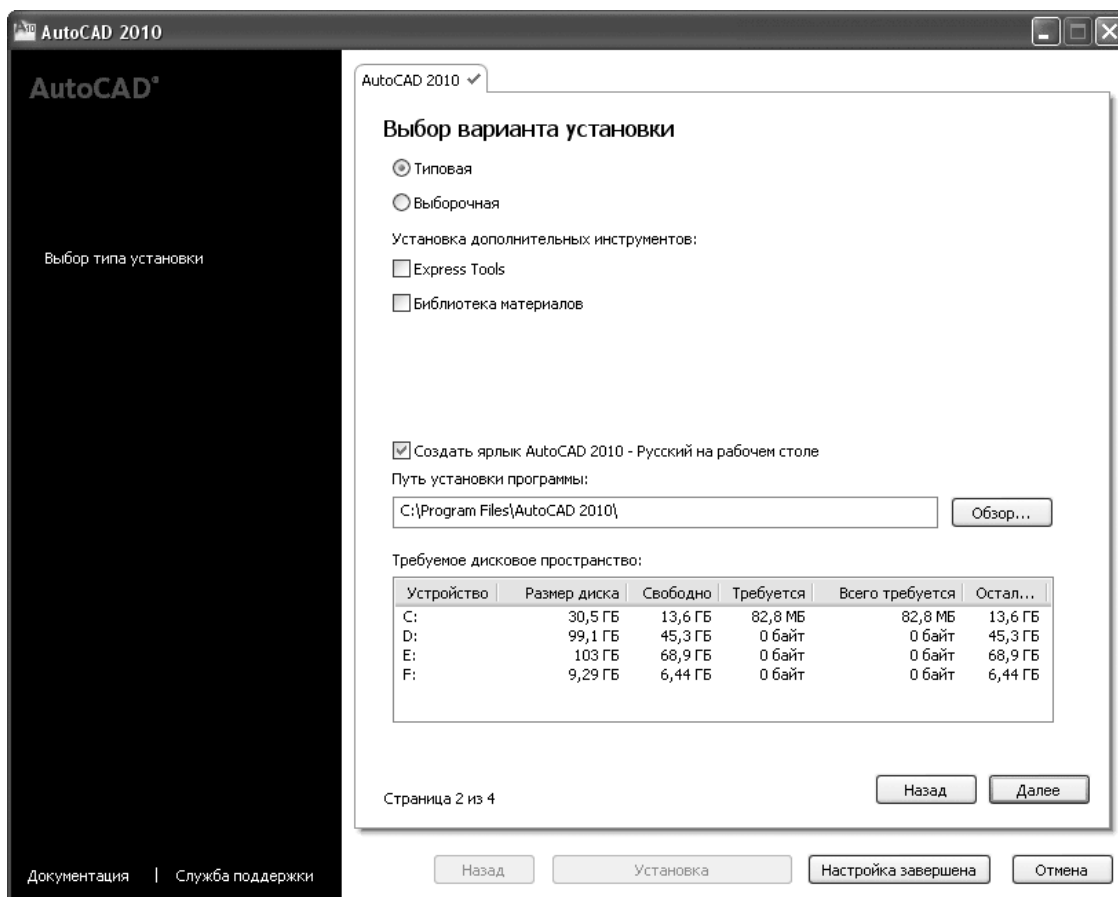 AutoCAD 2010
AutoCAD®
AutoCAD 2010
Выбор варианта установки
Типовая
Выборочная
Установка дополнительных инструментов:
Выбор типа установки
Express Tools
Библиотека материалов
Создать ярлык AutoCAD 2010 - Русский на рабочем столе
Путь установки программы:
C:\Program Files\AutoCAD 2010\ Обзор...
Требуемое дисковое пространство:
Устройство Размер диска Свободно Требуется Всего требуется Остал...
C: 30,5 ГБ 13,6 ГБ 82,8 МБ 82,8 МБ 13,6 ГБ
D: 99,1 ГБ 45,3 ГБ 0 байт 0 байт 45,3 ГБ
E: 103 ГБ 68,9 ГБ 0 байт 0 байт 68,9 ГБ
F: 9,29 ГБ 6,44 ГБ 0 байт 0 байт 6,44 ГБ
Страница 2 из 4 Назад Далее
Документация | Служба поддержки Назад Установка Настройка завершена Отмена